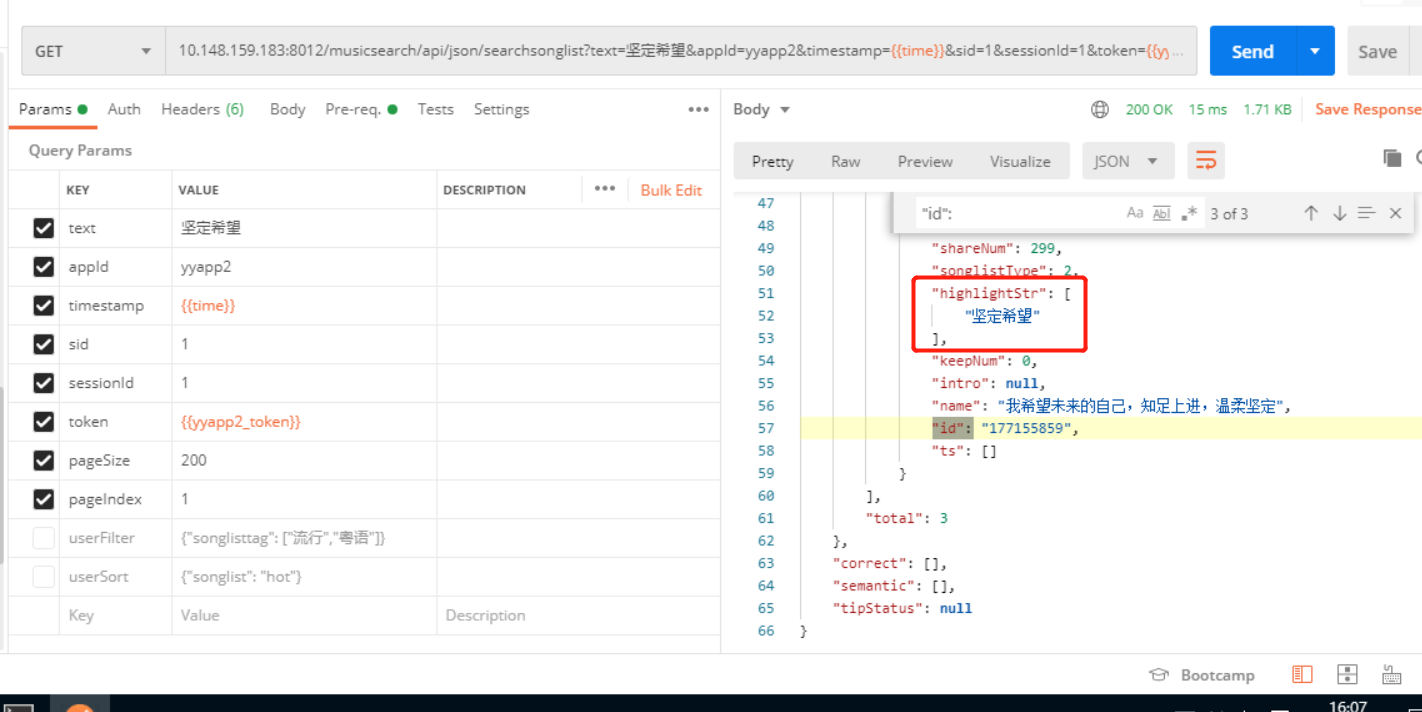 GET 10.148.159.183:8012/musicsearch/api/json/searchsonglist?text=坚定希望&appId=yyapp2&timestamp={{time}}&sid=1&sessionId=1&token={{yy... Send Save
Params Auth Headers (6) Body Pre-req. Tests Settings
Query Params
KEY VALUE DESCRIPTION Bulk Edit
text 坚定希望
appId yyapp2
timestamp {{time}}
sid 1
sessionId 1
token {{yyapp2_token}}
pageSize 200
pageIndex 1
userFilter {"songlisttag": ["流行","粤语"]}
userSort {"songlist": "hot"}
Key Value Description
Body 200 OK 15 ms 1.71 KB Save Response
Pretty Raw Preview Visualize JSON
"id": Aa Abl .* 3 of 3
47
48
49 "shareNum": 299,
50 "songlistType": 2,
51 "highlightStr": [
52 "坚定希望"
53 ],
54 "keepNum": 0,
55 "intro": null,
56 "name": "我希望未来的自己，知足上进，温柔坚定",
57 "id": "177155859",
58 "ts": []
59 }
60 ],
61 "total": 3
62 },
63 "correct": [],
64 "semantic": [],
65 "tipStatus": null
66 }
Bootcamp
16:07